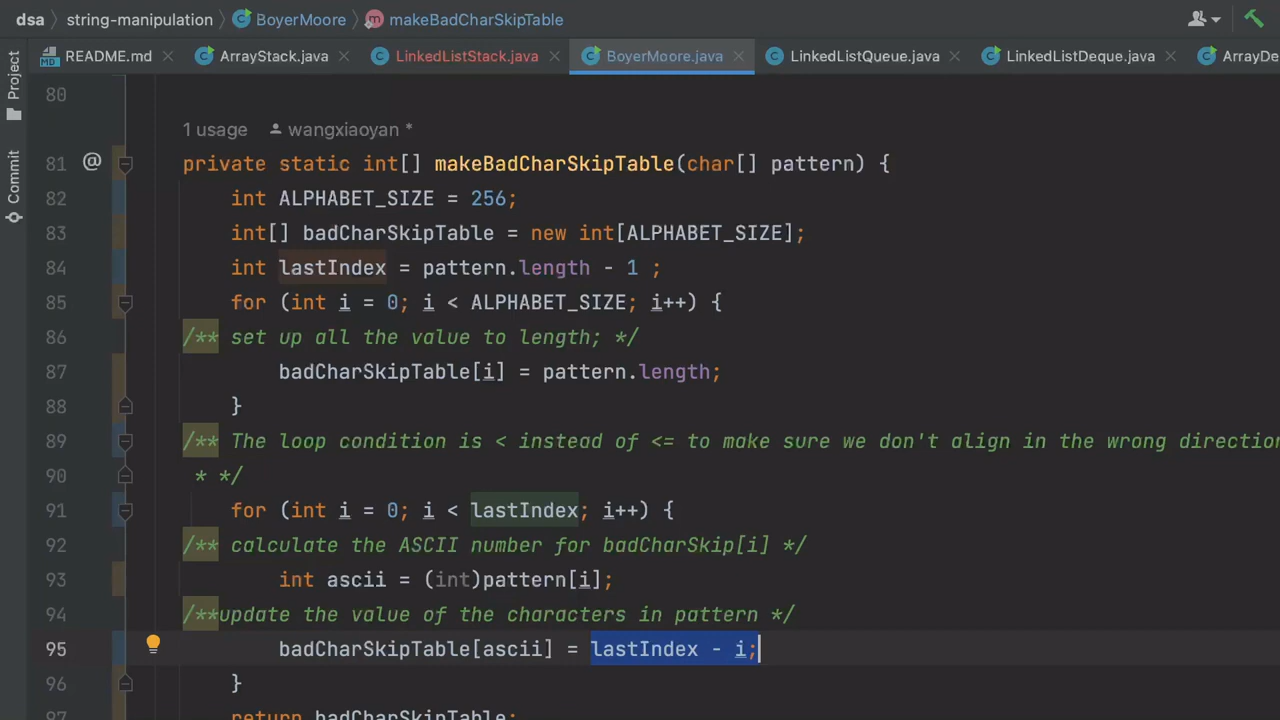 dsa string-manipulation BoyerMoore makeBadCharSkipTable
README.md ArrayStack.java LinkedListStack.java BoyerMoore.java LinkedListQueue.java LinkedListDeque.java ArrayDe
Project
Commit
80
1 usage wangxiaoyan *
81 @ private static int[] makeBadCharSkipTable(char[] pattern) {
82 int ALPHABET_SIZE = 256;
83 int[] badCharSkipTable = new int[ALPHABET_SIZE];
84 int lastIndex = pattern.length - 1 ;
85 for (int i = 0; i < ALPHABET_SIZE; i++) {
86 /** set up all the value to length; */
87 badCharSkipTable[i] = pattern.length;
88 }
89 /** The loop condition is < instead of <= to make sure we don't align in the wrong direction
90 * */
91 for (int i = 0; i < lastIndex; i++) {
92 /** calculate the ASCII number for badCharSkip[i] */
93 int ascii = (int)pattern[i];
94 /**update the value of the characters in pattern */
95 badCharSkipTable[ascii] = lastIndex - i;
96 }
97 return badCharSkipTable;